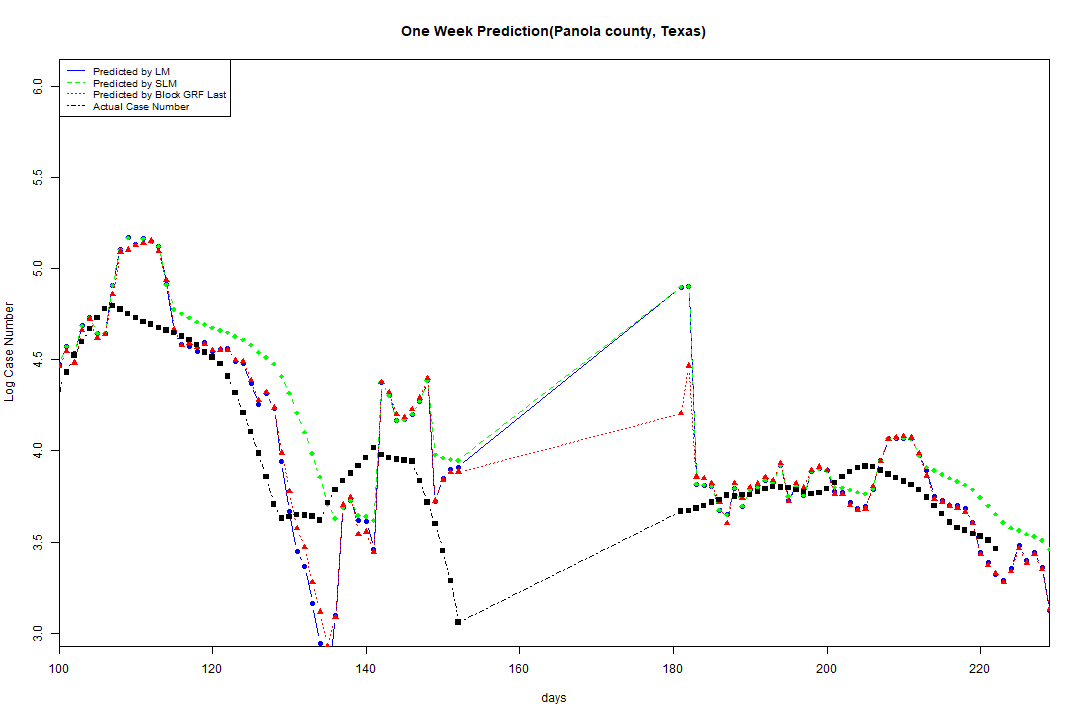 One Week Prediction(Panola county, Texas)
Predicted by LM
Predicted by SLM
Predicted by Block GRF Last
Actual Case Number
6.0
5.5
5.0
4.5
4.0
3.5
3.0
Log Case Number
100 120 140 160 180 200 220
days